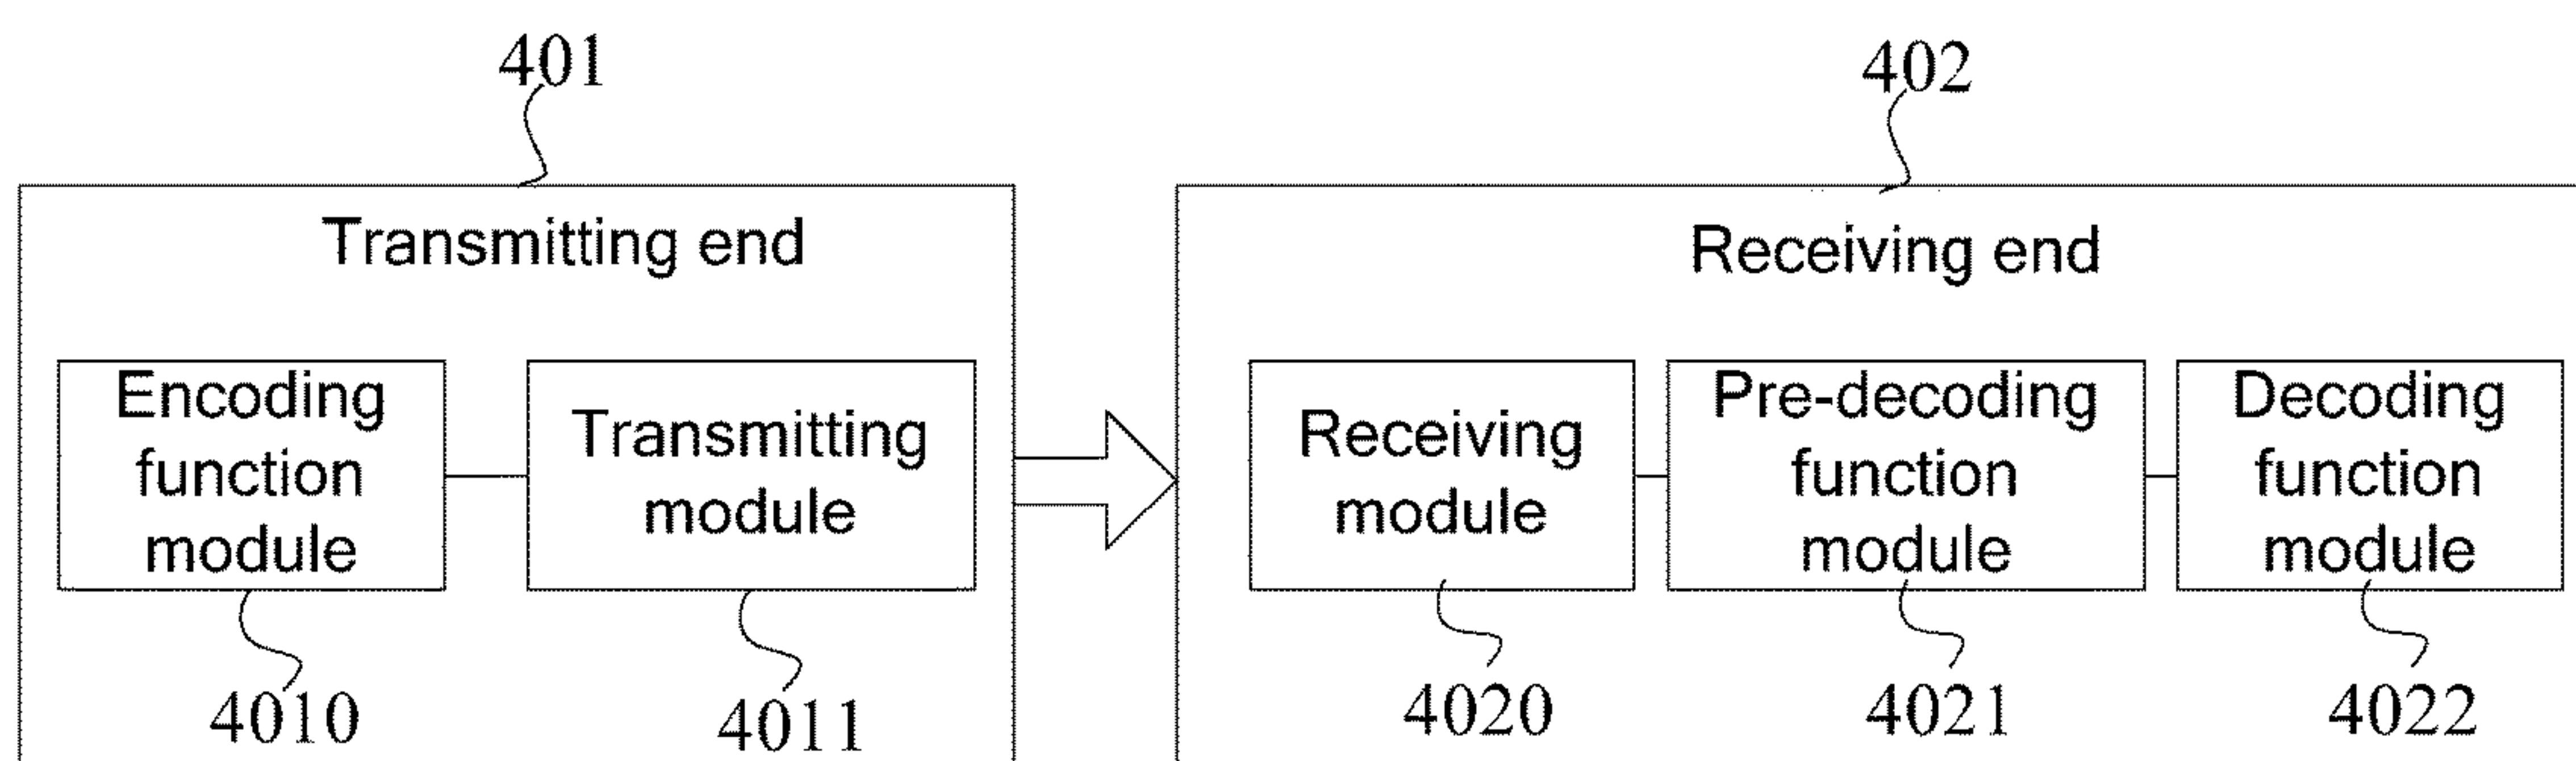 401
402
Transmitting end
Receiving end
Encoding
function
module
Transmitting
module
Receiving
module
Pre-decoding
function
module
Decoding
function
module
4010
4011
4020
4021
4022